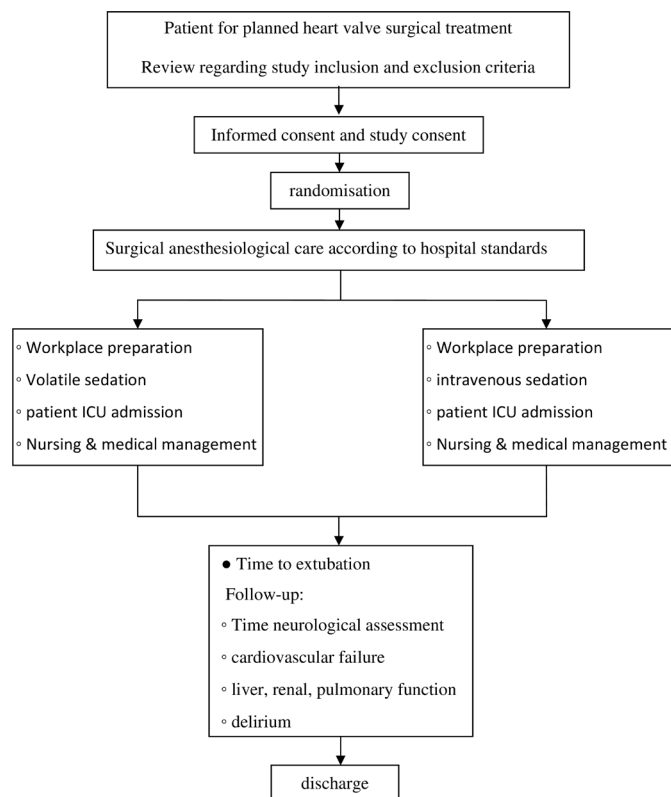 Patient for planned heart valve surgical treatment
Review regarding study inclusion and exclusion criteria
Informed consent and study consent
randomisation
Surgical anesthesiological care according to hospital standards
◦ Workplace preparation
◦ Volatile sedation
◦ patient ICU admission
◦ Nursing & medical management
◦ Workplace preparation
◦ intravenous sedation
◦ patient ICU admission
◦ Nursing & medical management
● Time to extubation
Follow-up:
◦ Time neurological assessment
◦ cardiovascular failure
◦ liver, renal, pulmonary function
◦ delirium
discharge